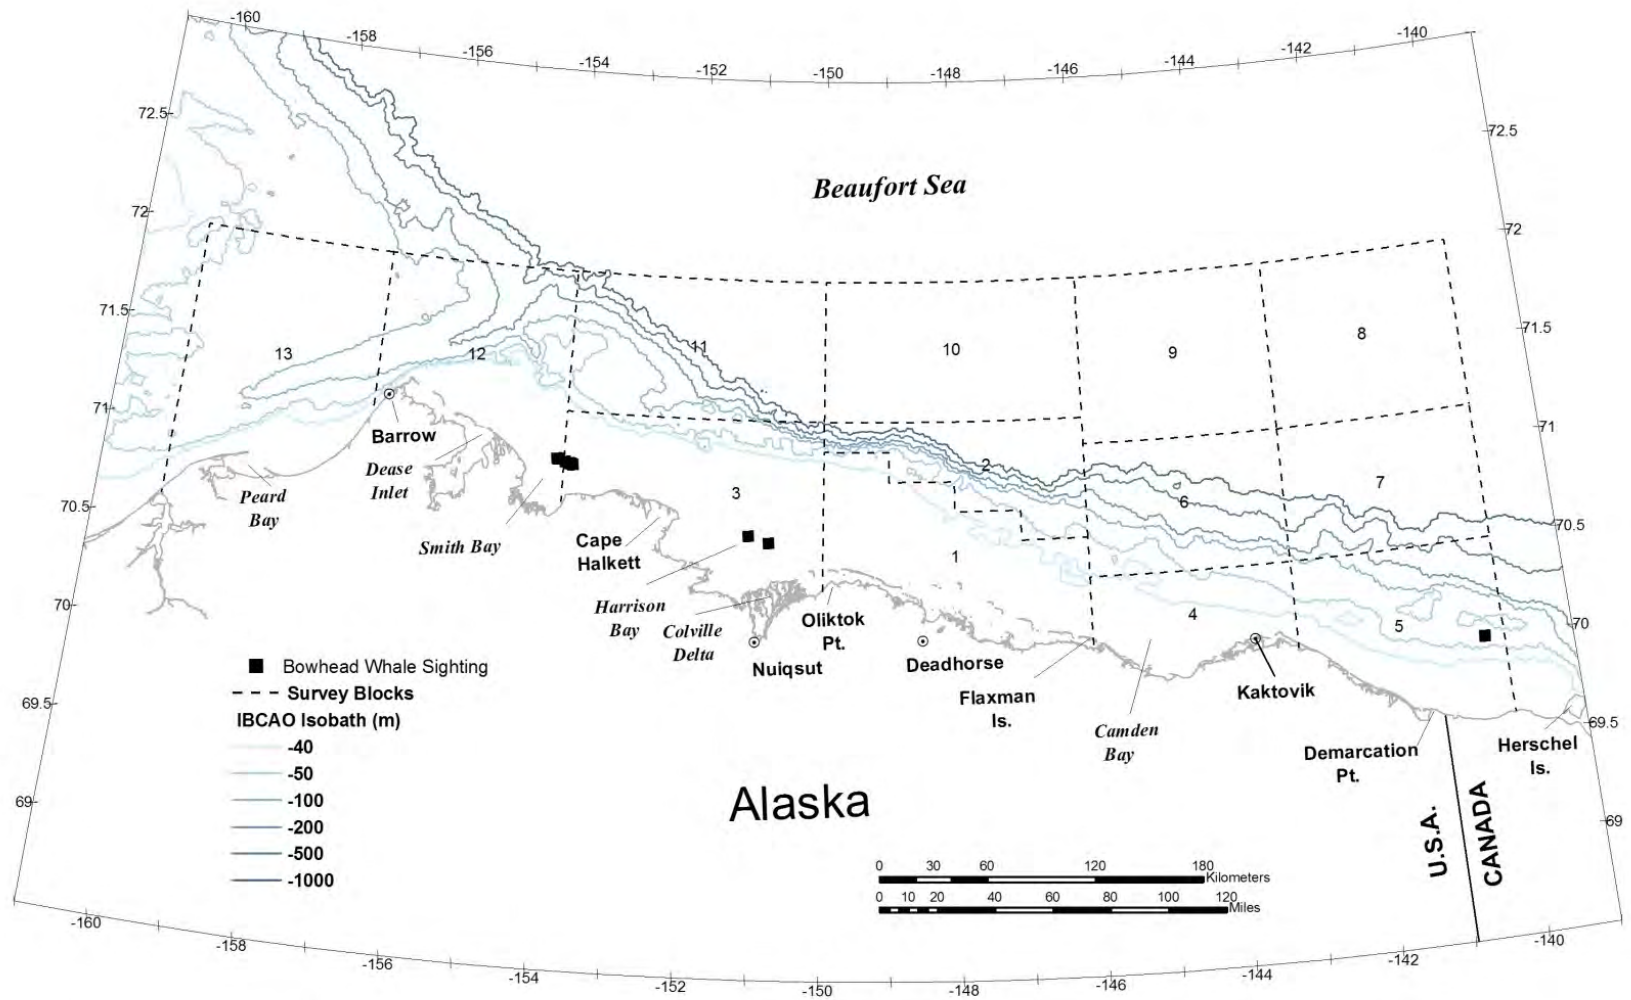 -160
-158
-156
-154
-152
-150
-148
-146
-144
-142
-140
72.5
72.5
Beaufort Sea
72
72
71.5
71.5
13
12
11
10
9
8
71
71
Barrow
Dease
Inlet
Peard
Bay
Smith Bay
3
2
6
7
70.5
70.5
Cape
Halkett
1
Harrison
Bay
Colville
Delta
Oliktok
Pt.
4
5
70
70
Nuiqsut
Deadhorse
Flaxman
Is.
Kaktovik
Camden
Bay
Demarcation
Pt.
Herschel
Is.
69.5
69.5
Bowhead Whale Sighting
Survey Blocks
IBCAO Isobath (m)
-40
-50
-100
-200
-500
-1000
Alaska
U.S.A.
CANADA
69
69
0 30 60 120 180
Kilometers
0 10 20 40 60 80 100 120
Miles
-160
-158
-156
-154
-152
-150
-148
-146
-144
-142
-140